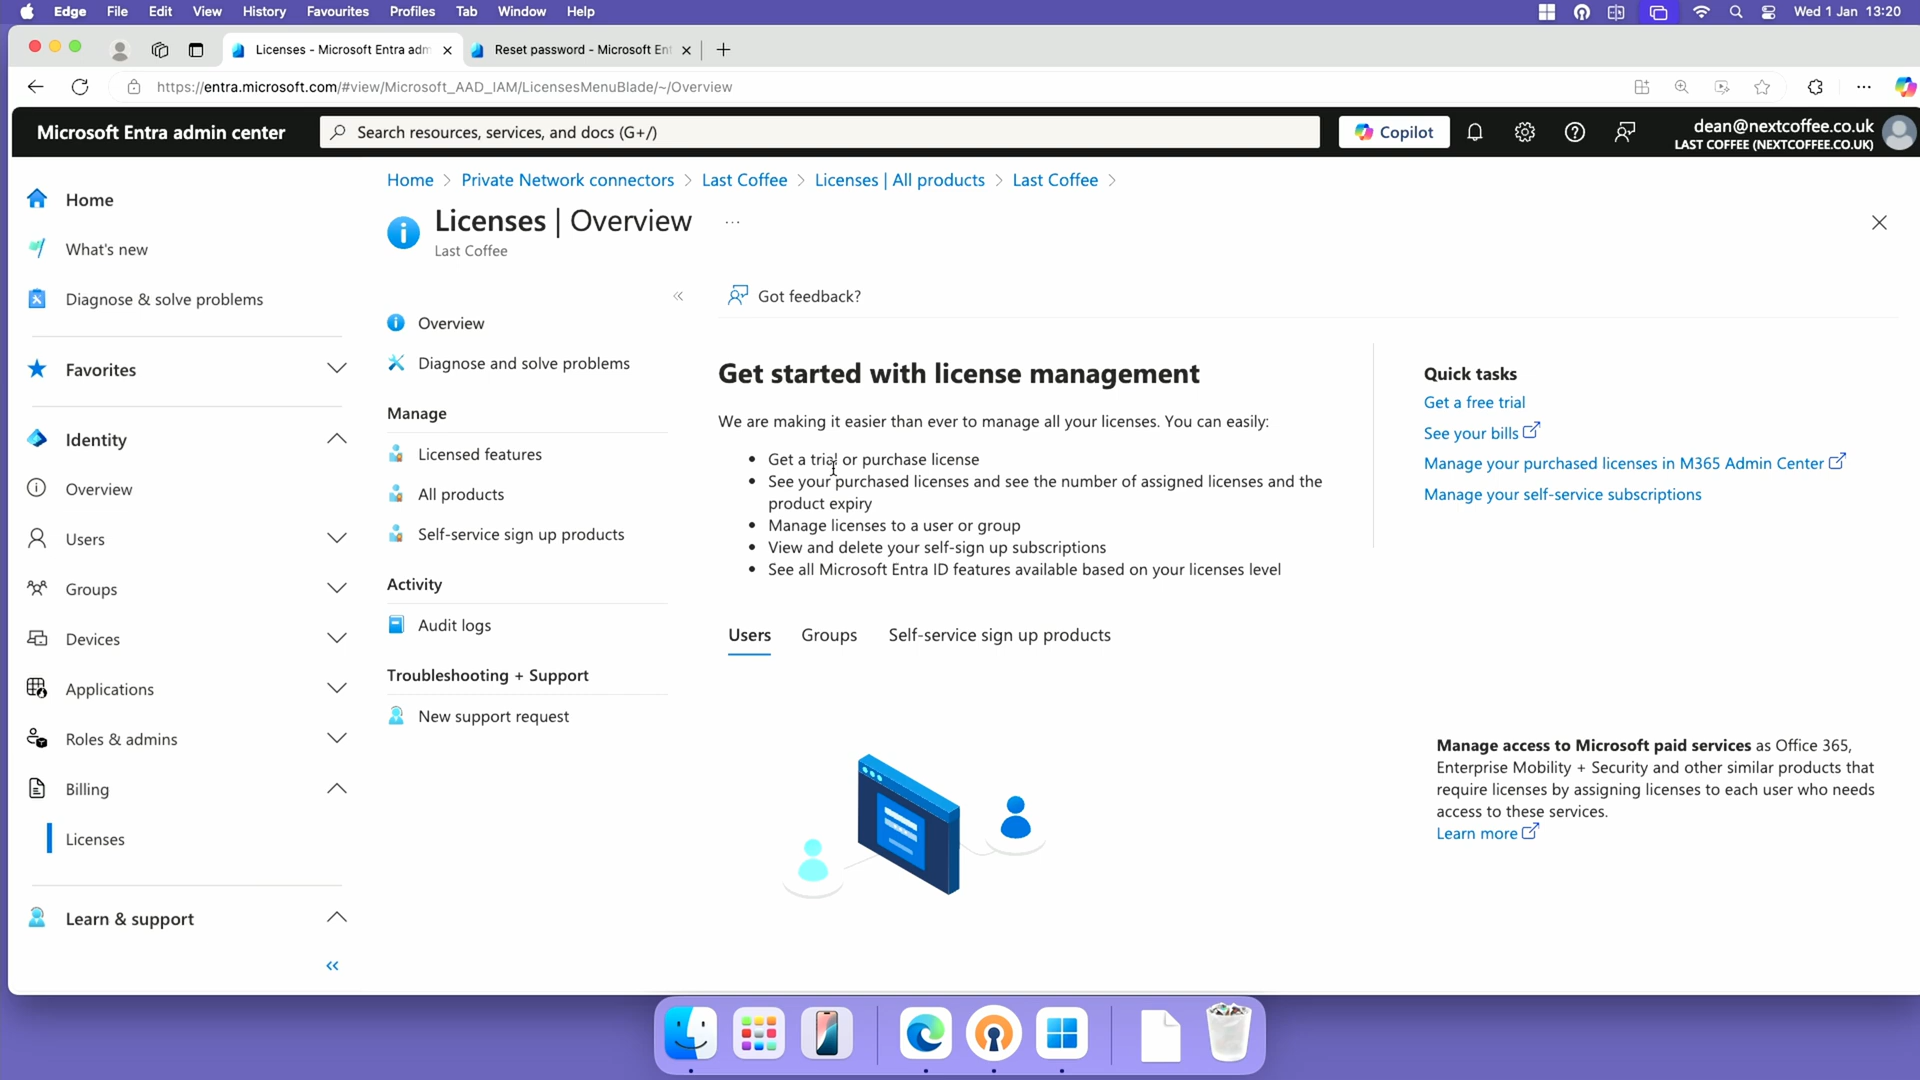 Edge File Edit View History Favourites Profiles Tab Window Help Wed 1 Jan 13:20
Licenses - Microsoft Entra adm Reset password - Microsoft Ent
https://entra.microsoft.com/#view/Microsoft_AAD_IAM/LicensesMenuBlade/~/Overview
Microsoft Entra admin center Search resources, services, and docs (G+/) Copilot dean@nextcoffee.co.uk
LAST COFFEE (NEXTCOFFEE.CO.UK)
Home > Private Network connectors > Last Coffee > Licenses | All products > Last Coffee >
Licenses | Overview ...
Last Coffee
Home
What's new
Diagnose & solve problems
Favorites
Identity
Overview
Users
Groups
Devices
Applications
Roles & admins
Billing
Licenses
Learn & support
Overview
Diagnose and solve problems
Manage
Licensed features
All products
Self-service sign up products
Activity
Audit logs
Troubleshooting + Support
New support request
Got feedback?
Get started with license management
We are making it easier than ever to manage all your licenses. You can easily:
• Get a trial or purchase license
• See your purchased licenses and see the number of assigned licenses and the
product expiry
• Manage licenses to a user or group
• View and delete your self-sign up subscriptions
• See all Microsoft Entra ID features available based on your licenses level
Users Groups Self-service sign up products
Quick tasks
Get a free trial
See your bills
Manage your purchased licenses in M365 Admin Center
Manage your self-service subscriptions
Manage access to Microsoft paid services as Office 365,
Enterprise Mobility + Security and other similar products that
require licenses by assigning licenses to each user who needs
access to these services.
Learn more